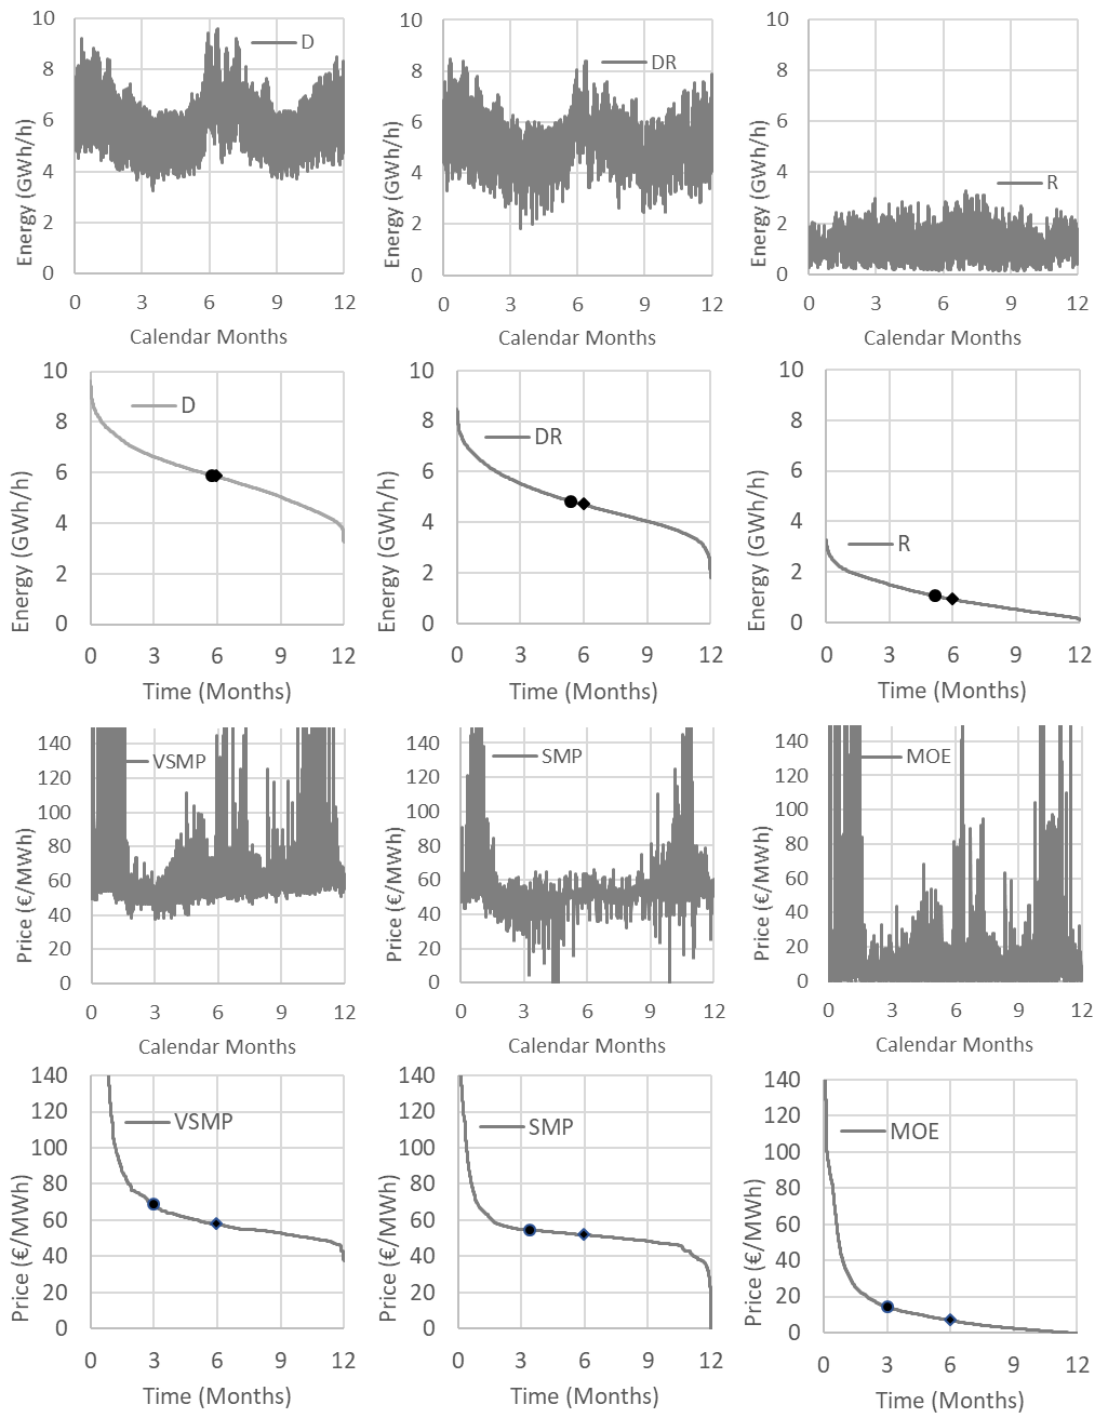 Energy (GWh/h)
10
8
6
4
2
0
D
0 3 6 9 12
Calendar Months
Energy (GWh/h)
10
8
6
4
2
0
DR
0 3 6 9 12
Calendar Months
Energy (GWh/h)
10
8
6
4
2
0
R
0 3 6 9 12
Calendar Months
Energy (GWh/h)
10
8
6
4
2
0
D
0 3 6 9 12
Time (Months)
Energy (GWh/h)
10
8
6
4
2
0
DR
0 3 6 9 12
Time (Months)
Energy (GWh/h)
10
8
6
4
2
0
R
0 3 6 9 12
Time (Months)
Price (€/MWh)
140
120
100
80
60
40
20
0
VSMP
0 3 6 9 12
Calendar Months
Price (€/MWh)
140
120
100
80
60
40
20
0
SMP
0 3 6 9 12
Calendar Months
Price (€/MWh)
140
120
100
80
60
40
20
0
MOE
0 3 6 9 12
Calendar Months
Price (€/MWh)
140
120
100
80
60
40
20
0
VSMP
0 3 6 9 12
Time (Months)
Price (€/MWh)
140
120
100
80
60
40
20
0
SMP
0 3 6 9 12
Time (Months)
Price (€/MWh)
140
120
100
80
60
40
20
0
MOE
0 3 6 9 12
Time (Months)